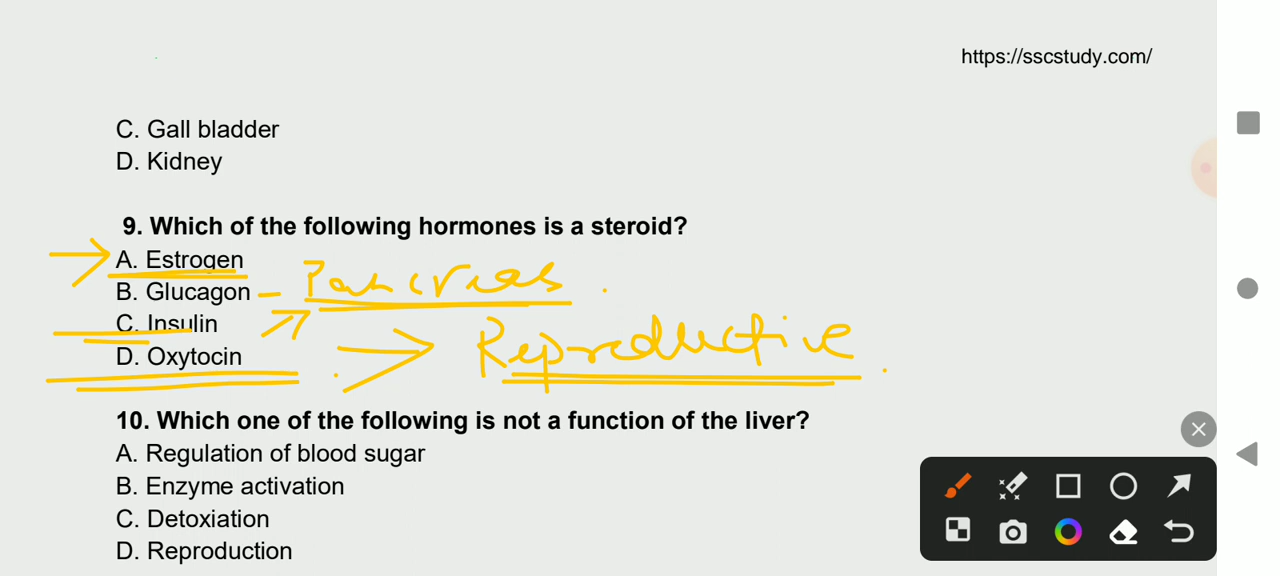 https://sscstudy.com/
C. Gall bladder
D. Kidney
9. Which of the following hormones is a steroid?
A. Estrogen
B. Glucagon - Pancrees
C. Insulin
D. Oxytocin
Reproductive
10. Which one of the following is not a function of the liver?
A. Regulation of blood sugar
B. Enzyme activation
C. Detoxiation
D. Reproduction